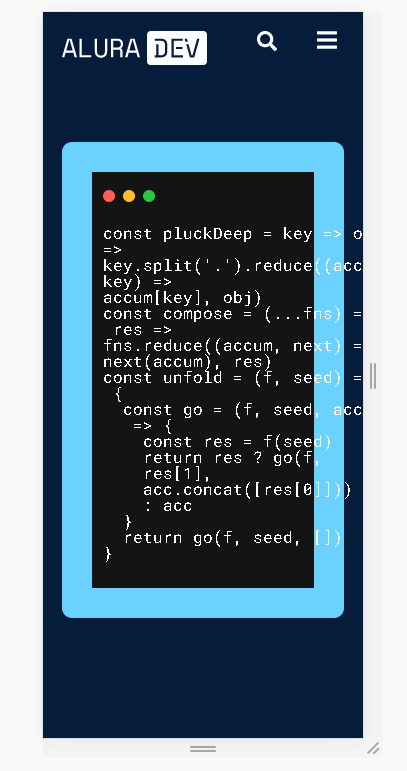 ALURA DEV
const pluckDeep = key => o
=>
key.split('.').reduce((acc
key) =>
accum[key], obj)
const compose = (...fns) =
res =>
fns.reduce((accum, next) =
next(accum), res)
const unfold = (f, seed) =
{
const go = (f, seed, acc
=> {
const res = f(seed)
return res ? go(f,
res[1],
acc.concat([res[0]]))
: acc
}
return go(f, seed, [])
}